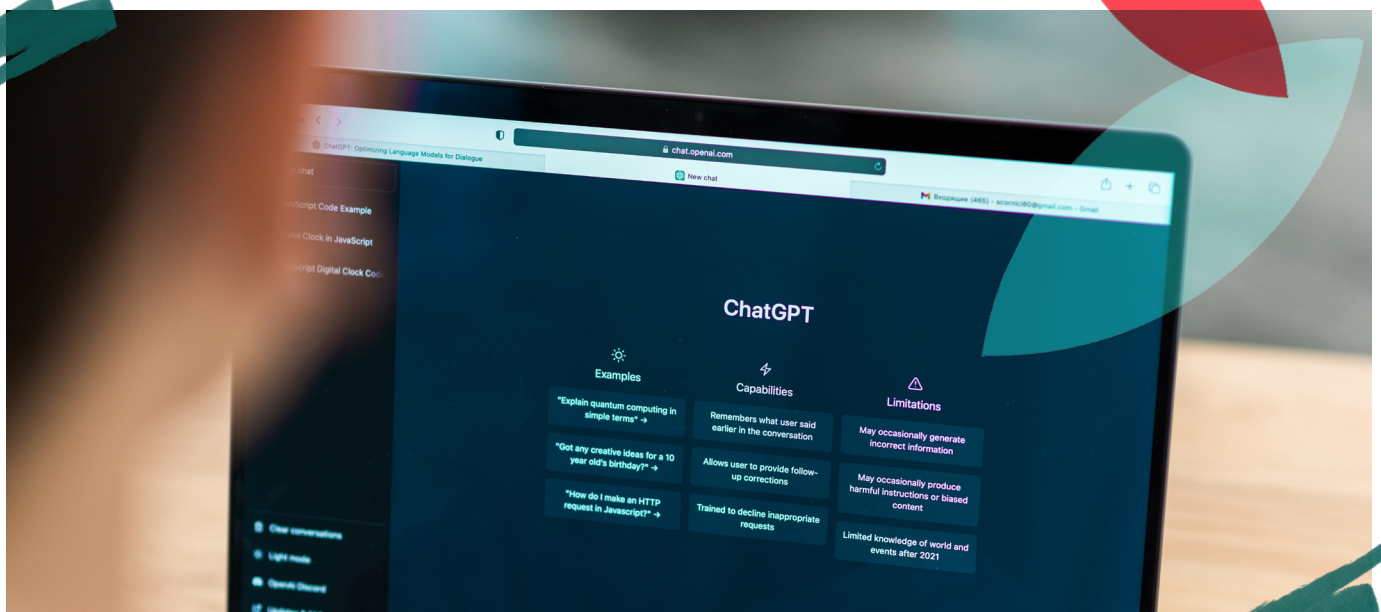 chat.openai.com
ChatGPT: Optimizing Language Models for Dialogue
New chat
Входящие (465) - scornici80@gmail.com - Gmail
chat
Script Code Example
Clock in JavaScript
Script Digital Clock Cod
ChatGPT
Examples
"Explain quantum computing in
simple terms" →
"Got any creative ideas for a 10
year old's birthday?" →
"How do I make an HTTP
request in Javascript?" →
Capabilities
Remembers what user said
earlier in the conversation
Allows user to provide follow-
up corrections
Trained to decline inappropriate
requests
Limitations
May occasionally generate
incorrect information
May occasionally produce
harmful instructions or biased
content
Limited knowledge of world and
events after 2021
Clear conversations
Light mode
OpenAI Discord